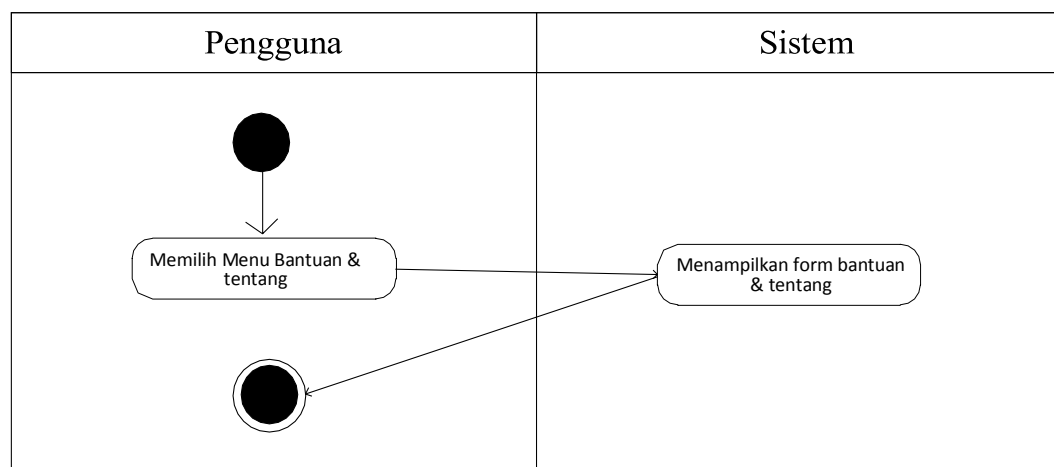 Pengguna
Sistem
Memilih Menu Bantuan &
tentang
Menampilkan form bantuan
& tentang